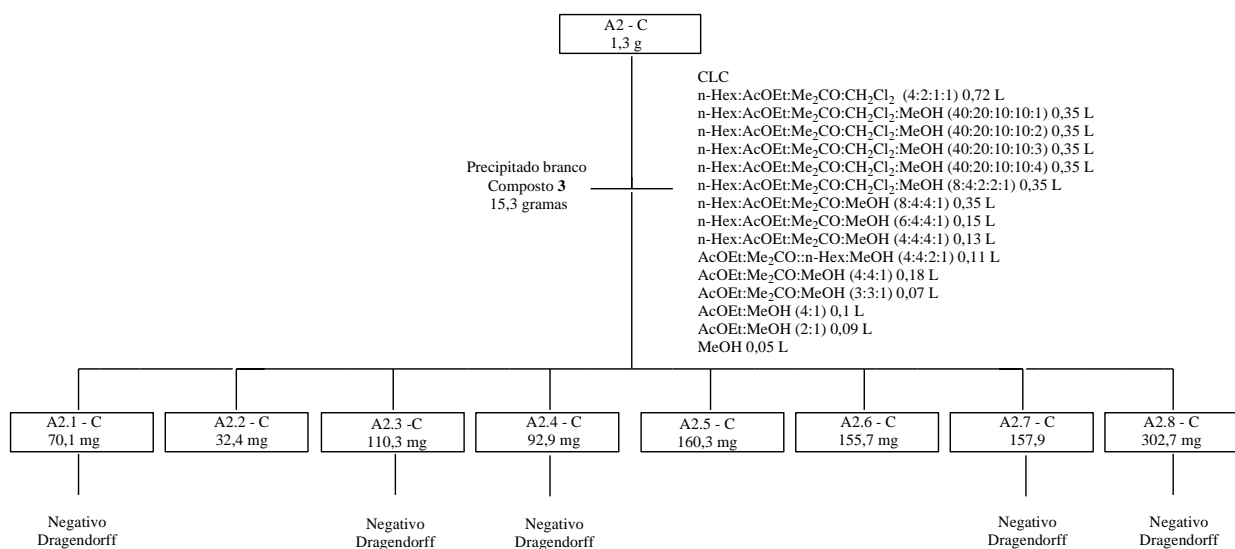 A2 - C
1,3 g
CLC
n-Hex:AcOEt:Me2CO:CH2Cl2 (4:2:1:1) 0,72 L
n-Hex:AcOEt:Me2CO:CH2Cl2:MeOH (40:20:10:10:1) 0,35 L
n-Hex:AcOEt:Me2CO:CH2Cl2:MeOH (40:20:10:10:2) 0,35 L
n-Hex:AcOEt:Me2CO:CH2Cl2:MeOH (40:20:10:10:3) 0,35 L
n-Hex:AcOEt:Me2CO:CH2Cl2:MeOH (40:20:10:10:4) 0,35 L
n-Hex:AcOEt:Me2CO:CH2Cl2:MeOH (8:4:2:2:1) 0,35 L
n-Hex:AcOEt:Me2CO:MeOH (8:4:4:1) 0,35 L
n-Hex:AcOEt:Me2CO:MeOH (6:4:4:1) 0,15 L
n-Hex:AcOEt:Me2CO:MeOH (4:4:4:1) 0,13 L
AcOEt:Me2CO::n-Hex:MeOH (4:4:2:1) 0,11 L
AcOEt:Me2CO:MeOH (4:4:1) 0,18 L
AcOEt:Me2CO:MeOH (3:3:1) 0,07 L
AcOEt:MeOH (4:1) 0,1 L
AcOEt:MeOH (2:1) 0,09 L
MeOH 0,05 L
Precipitado branco
Composto 3
15,3 gramas
A2.1 - C
70,1 mg
A2.2 - C
32,4 mg
A2.3 -C
110,3 mg
A2.4 - C
92,9 mg
A2.5 - C
160,3 mg
A2.6 - C
155,7 mg
A2.7 - C
157,9
A2.8 - C
302,7 mg
Negativo
Dragendorff
Negativo
Dragendorff
Negativo
Dragendorff
Negativo
Dragendorff
Negativo
Dragendorff